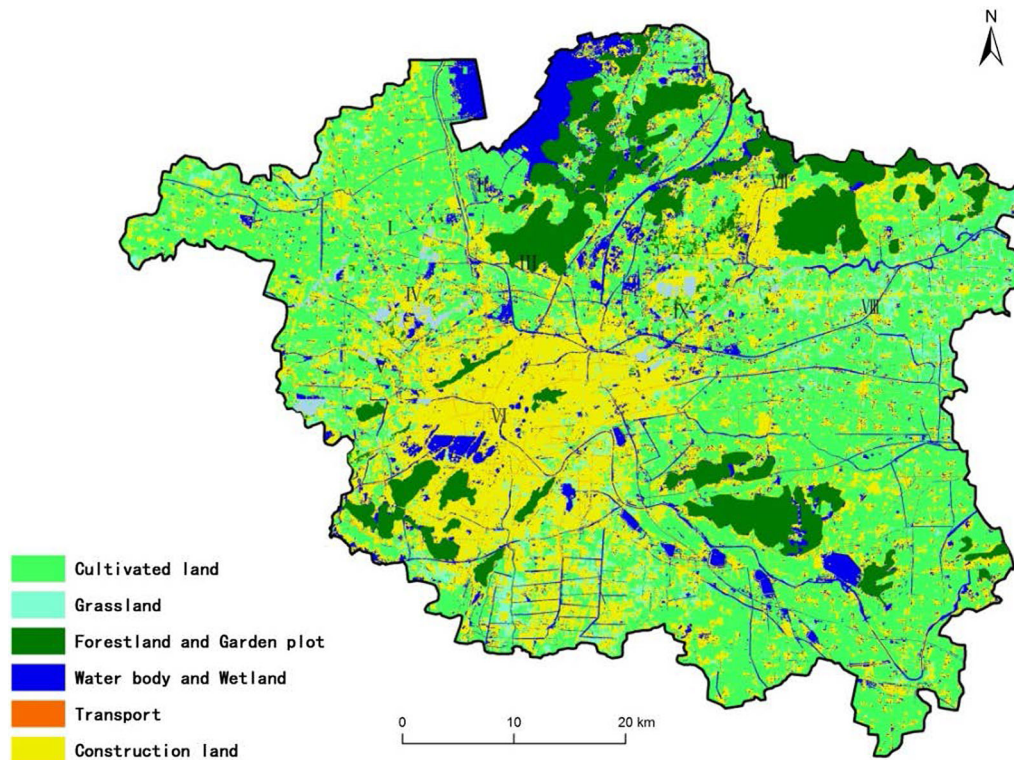 N
VII
II
I
III
IV
IX
VIII
V
VI
Cultivated land
Grassland
Forestland and Garden plot
Water body and Wetland
Transport
Construction land
0 10 20 km